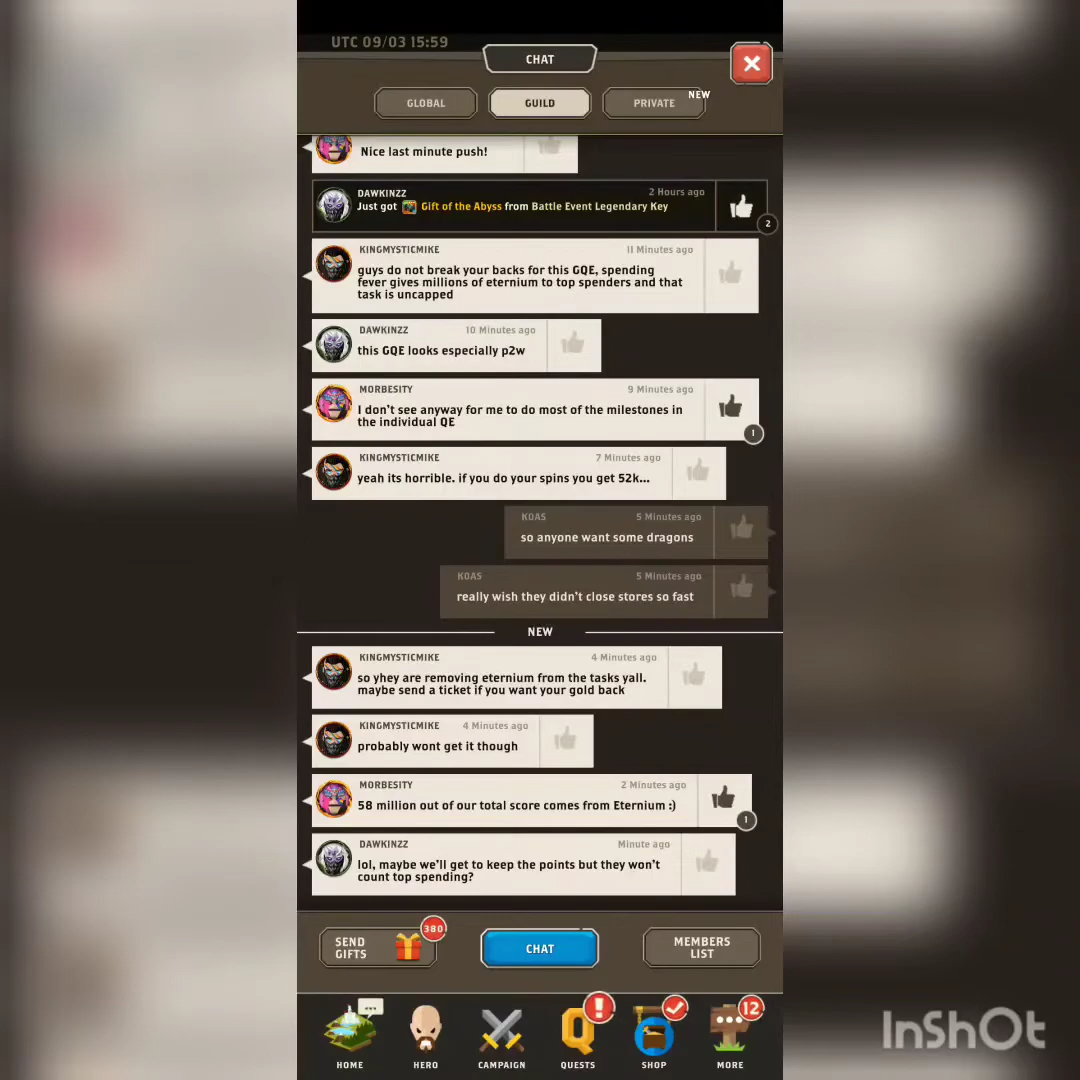 UTC 09/03 15:59
CHAT
GLOBAL
GUILD
PRIVATE
NEW
Nice last minute push!
DAWKINZZ
2 Hours ago
Just got Gift of the Abyss from Battle Event Legendary Key
2
KINGMYSTICMIKE
11 Minutes ago
guys do not break your backs for this GQE, spending
fever gives millions of eternium to top spenders and that
task is uncapped
DAWKINZZ
10 Minutes ago
this GQE looks especially p2w
MORBESITY
9 Minutes ago
I don't see anyway for me to do most of the milestones in
the individual QE
1
KINGMYSTICMIKE
7 Minutes ago
yeah its horrible. if you do your spins you get 52k...
KOAS
5 Minutes ago
so anyone want some dragons
KOAS
5 Minutes ago
really wish they didn't close stores so fast
NEW
KINGMYSTICMIKE
4 Minutes ago
so yhey are removing eternium from the tasks yall.
maybe send a ticket if you want your gold back
KINGMYSTICMIKE
4 Minutes ago
probably wont get it though
MORBESITY
2 Minutes ago
58 million out of our total score comes from Eternium :)
1
DAWKINZZ
Minute ago
lol, maybe we'll get to keep the points but they won't
count top spending?
SEND
GIFTS
380
CHAT
MEMBERS
LIST
12
HOME
HERO
CAMPAIGN
QUESTS
SHOP
MORE
InShOt